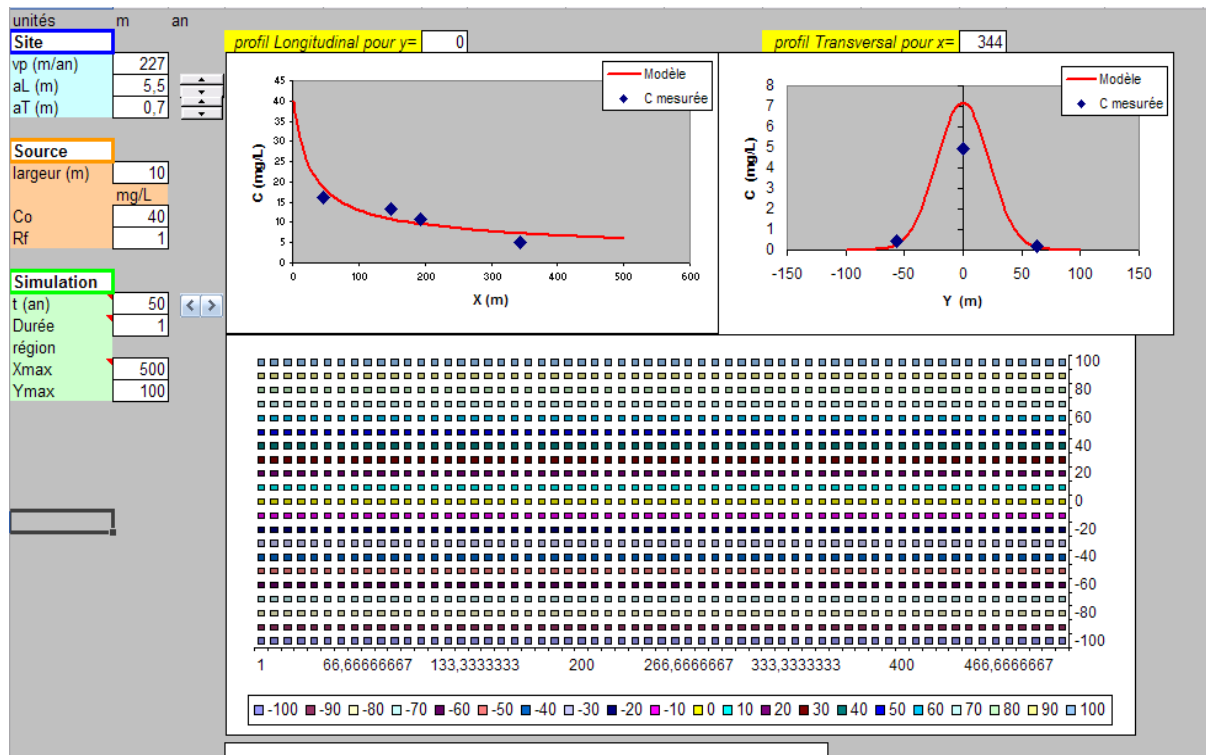 unités m an
Site
vp (m/an) 227
aL (m) 5,5
aT (m) 0,7
Source
largeur (m) 10
mg/L
Co 40
Rf 1
Simulation
t (an) 50
Durée 1
région
Xmax 500
Ymax 100
profil Longitudinal pour y= 0
Modèle
C mesurée
C (mg/L)
45
40
35
30
25
20
15
10
5
0
0 100 200 300 400 500 600
X (m)
profil Transversal pour x= 344
Modèle
C mesurée
C (mg/L)
8
7
6
5
4
3
2
1
0
-150 -100 -50 0 50 100 150
Y (m)
100
80
60
40
20
0
-20
-40
-60
-80
-100
1 66,66666667 133,3333333 200 266,6666667 333,3333333 400 466,6666667
-100 -90 -80 -70 -60 -50 -40 -30 -20 -10 0 10 20 30 40 50 60 70 80 90 100